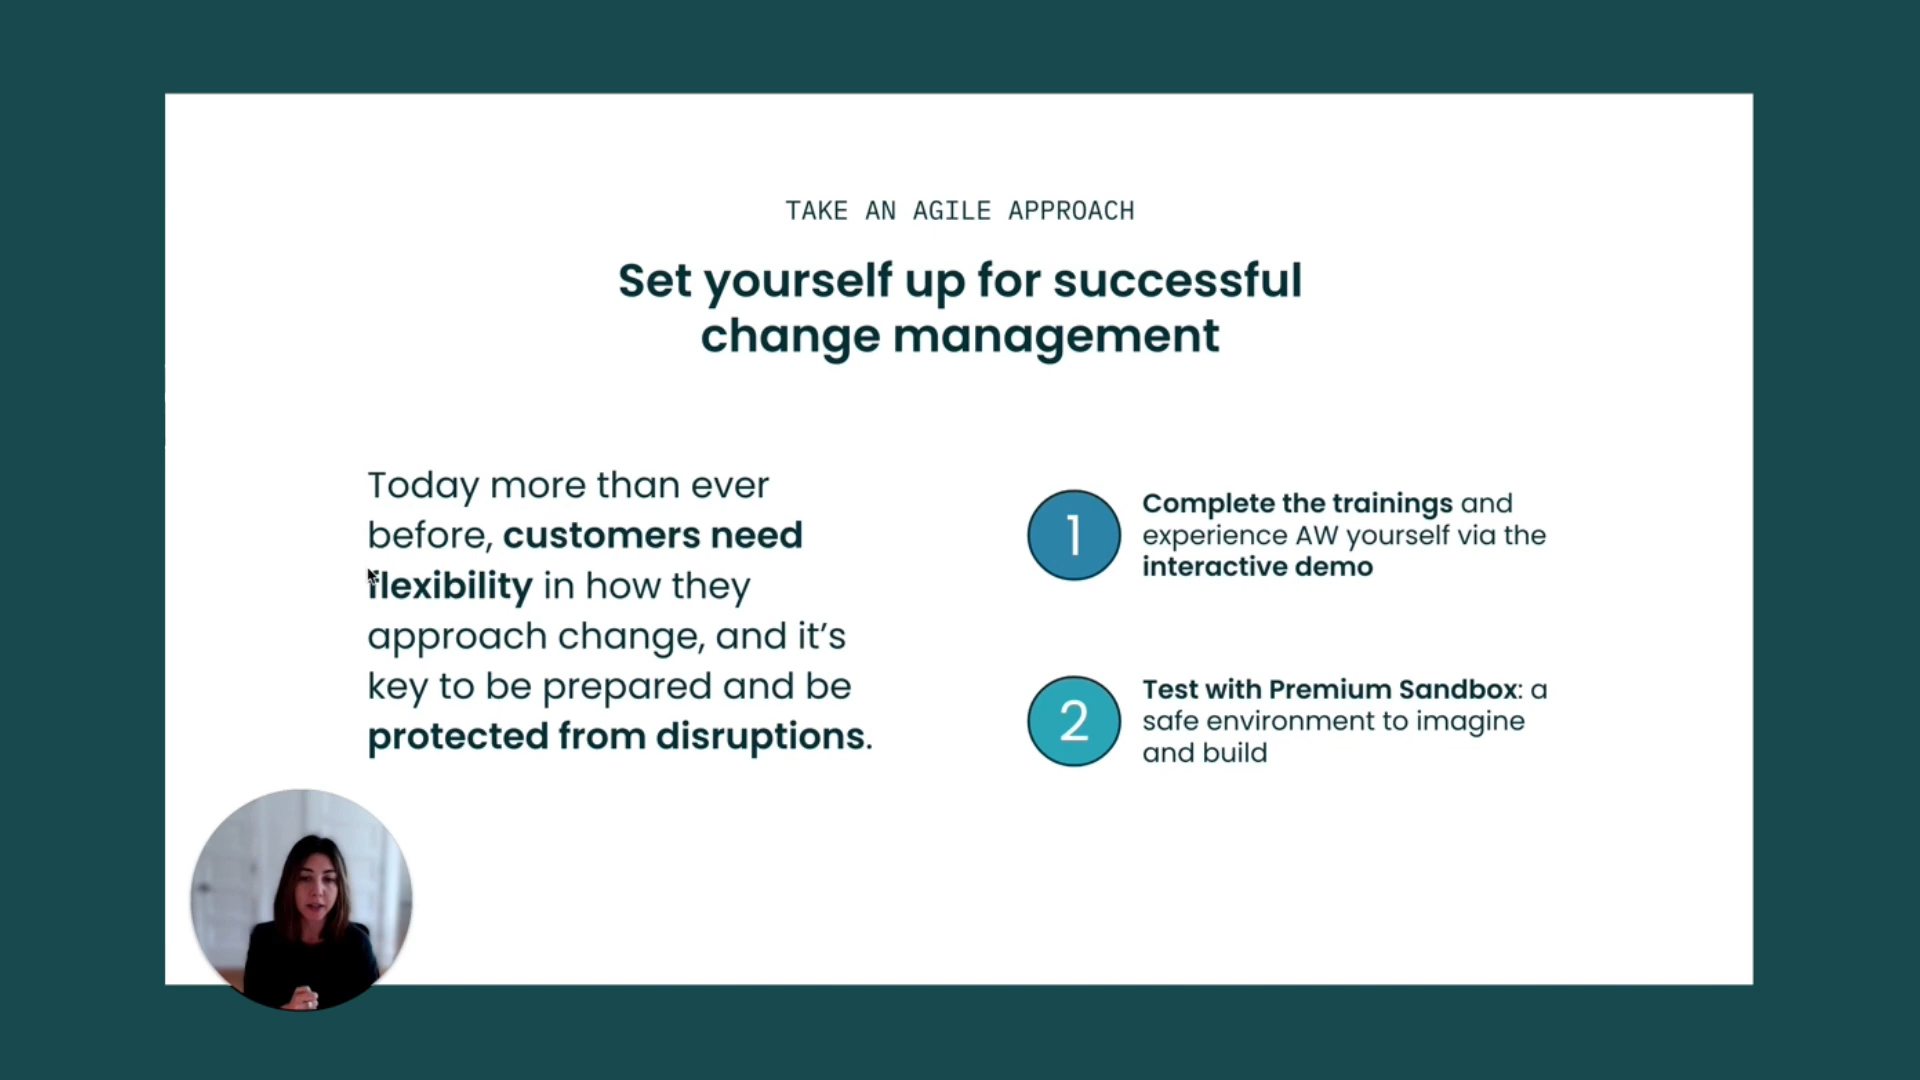 TAKE AN AGILE APPROACH
Set yourself up for successful
change management
Today more than ever
before, customers need
flexibility in how they
approach change, and it’s
key to be prepared and be
protected from disruptions.
1
Complete the trainings and
experience AW yourself via the
interactive demo
2
Test with Premium Sandbox: a
safe environment to imagine
and build